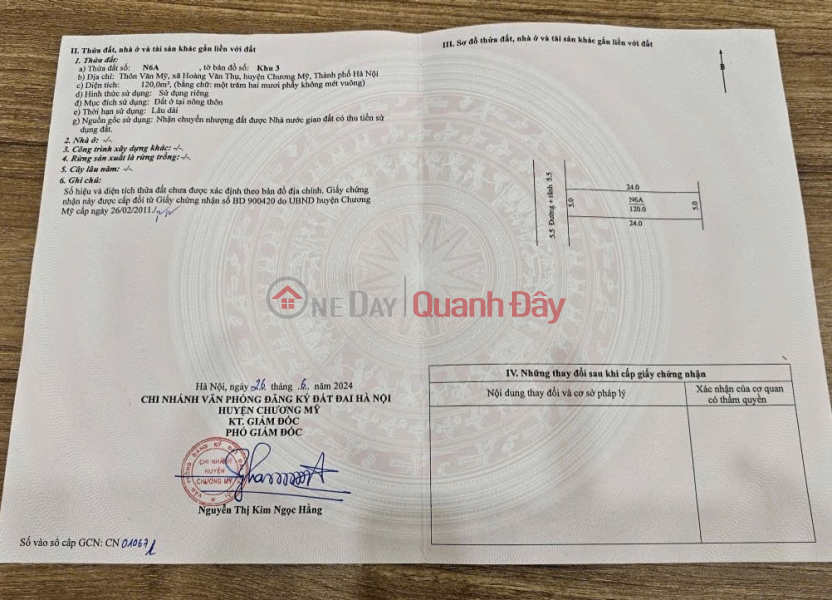 II. Thửa đất, nhà ở và tài sản khác gắn liền với đất
1. Thửa đất:
a) Thửa đất số: N6A , tờ bản đồ số: Khu 3
b) Địa chỉ: Thôn Văn Mỹ, xã Hoàng Văn Thụ, huyện Chương Mỹ, Thành phố Hà Nội
c) Diện tích: 120,0m², (bằng chữ: một trăm hai mươi phẩy không mét vuông)
d) Hình thức sử dụng: Sử dụng riêng
đ) Mục đích sử dụng: Đất ở tại nông thôn
e) Thời hạn sử dụng: Lâu dài
g) Nguồn gốc sử dụng: Nhận chuyển nhượng đất được Nhà nước giao đất có thu tiền sử
dụng đất.
2. Nhà ở: -/-.
3. Công trình xây dựng khác: -/-.
4. Rừng sản xuất là rừng trồng: -/-.
5. Cây lâu năm: -/-.
6. Ghi chú:
Số hiệu và diện tích thửa đất chưa được xác định theo bản đồ địa chính. Giấy chứng
nhận này được cấp đổi từ Giấy chứng nhận số BD 900420 do UBND huyện Chương
Mỹ cấp ngày 26/02/2011
Hà Nội, ngày 26 tháng 6 năm 2024
CHI NHÁNH VĂN PHÒNG ĐĂNG KÝ ĐẤT ĐAI HÀ NỘI
HUYỆN CHƯƠNG MỸ
KT. GIÁM ĐỐC
PHÓ GIÁM ĐỐC
CHI NHÁNH
HUYỆN
CHƯƠNG MỸ
Nguyễn Thị Kim Ngọc Hằng
Số vào sổ cấp GCN: CN 010671
III. Sơ đồ thửa đất, nhà ở và tài sản khác gắn liền với đất
B
5.5 Đường + rãnh 5.5
24.0
5.0
N6A
120.0
5.0
24.0
ONEDAY Quanh Đây
IV. Những thay đổi sau khi cấp giấy chứng nhận
Nội dung thay đổi và cơ sở pháp lý
Xác nhận của cơ quan
có thẩm quyền